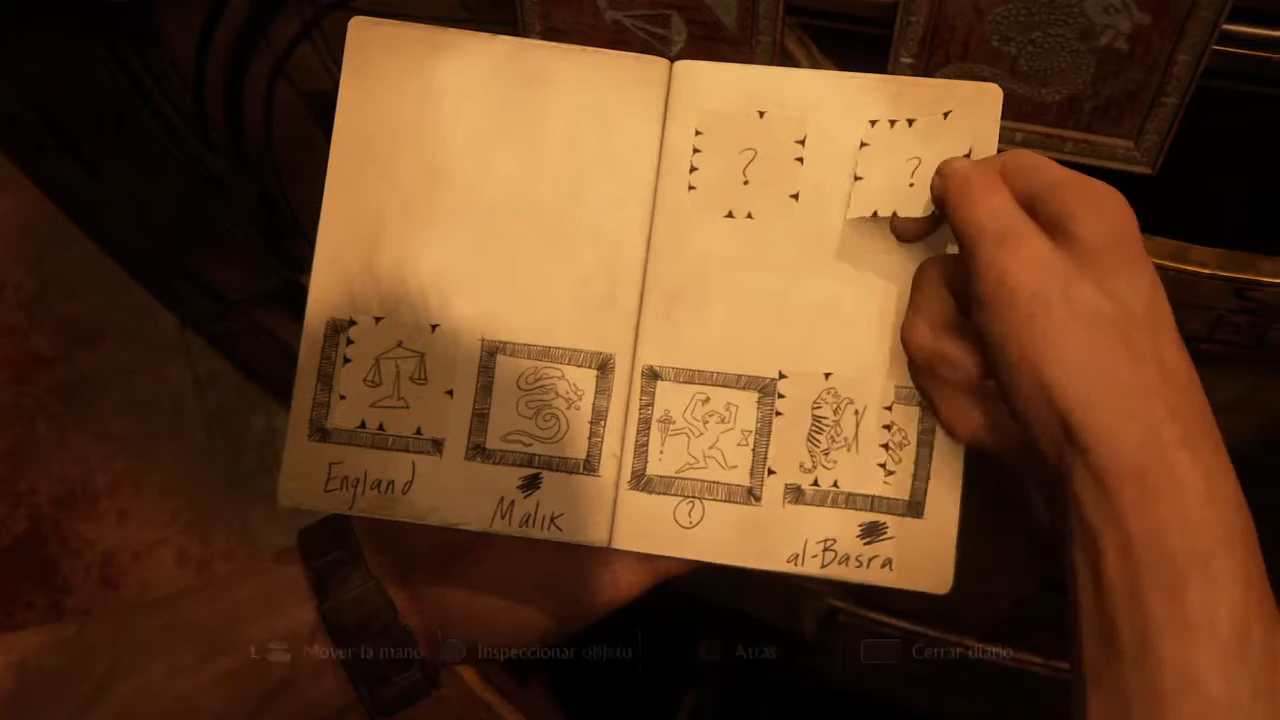 ?
?
England
Malik
?
al-Basra
L
Mover la mano
Inspeccionar objeto
Atrás
Cerrar diario